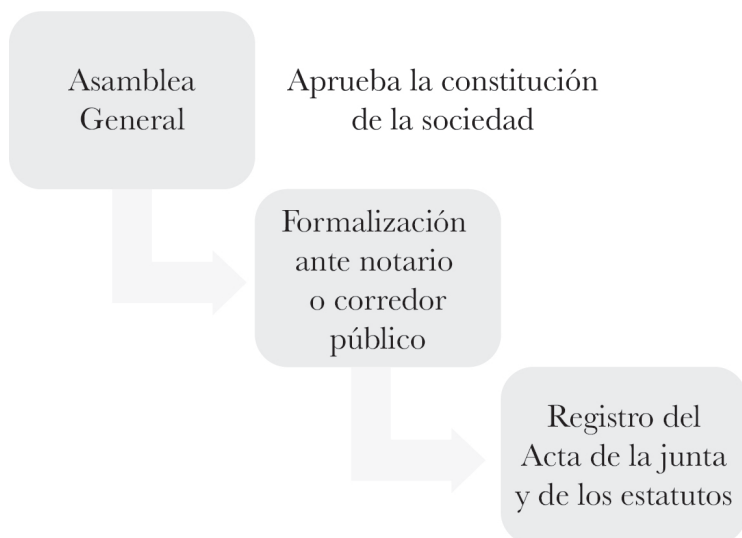 Asamblea
General
Aprueba la constitución
de la sociedad
Formalización
ante notario
o corredor
público
Registro del
Acta de la junta
y de los estatutos